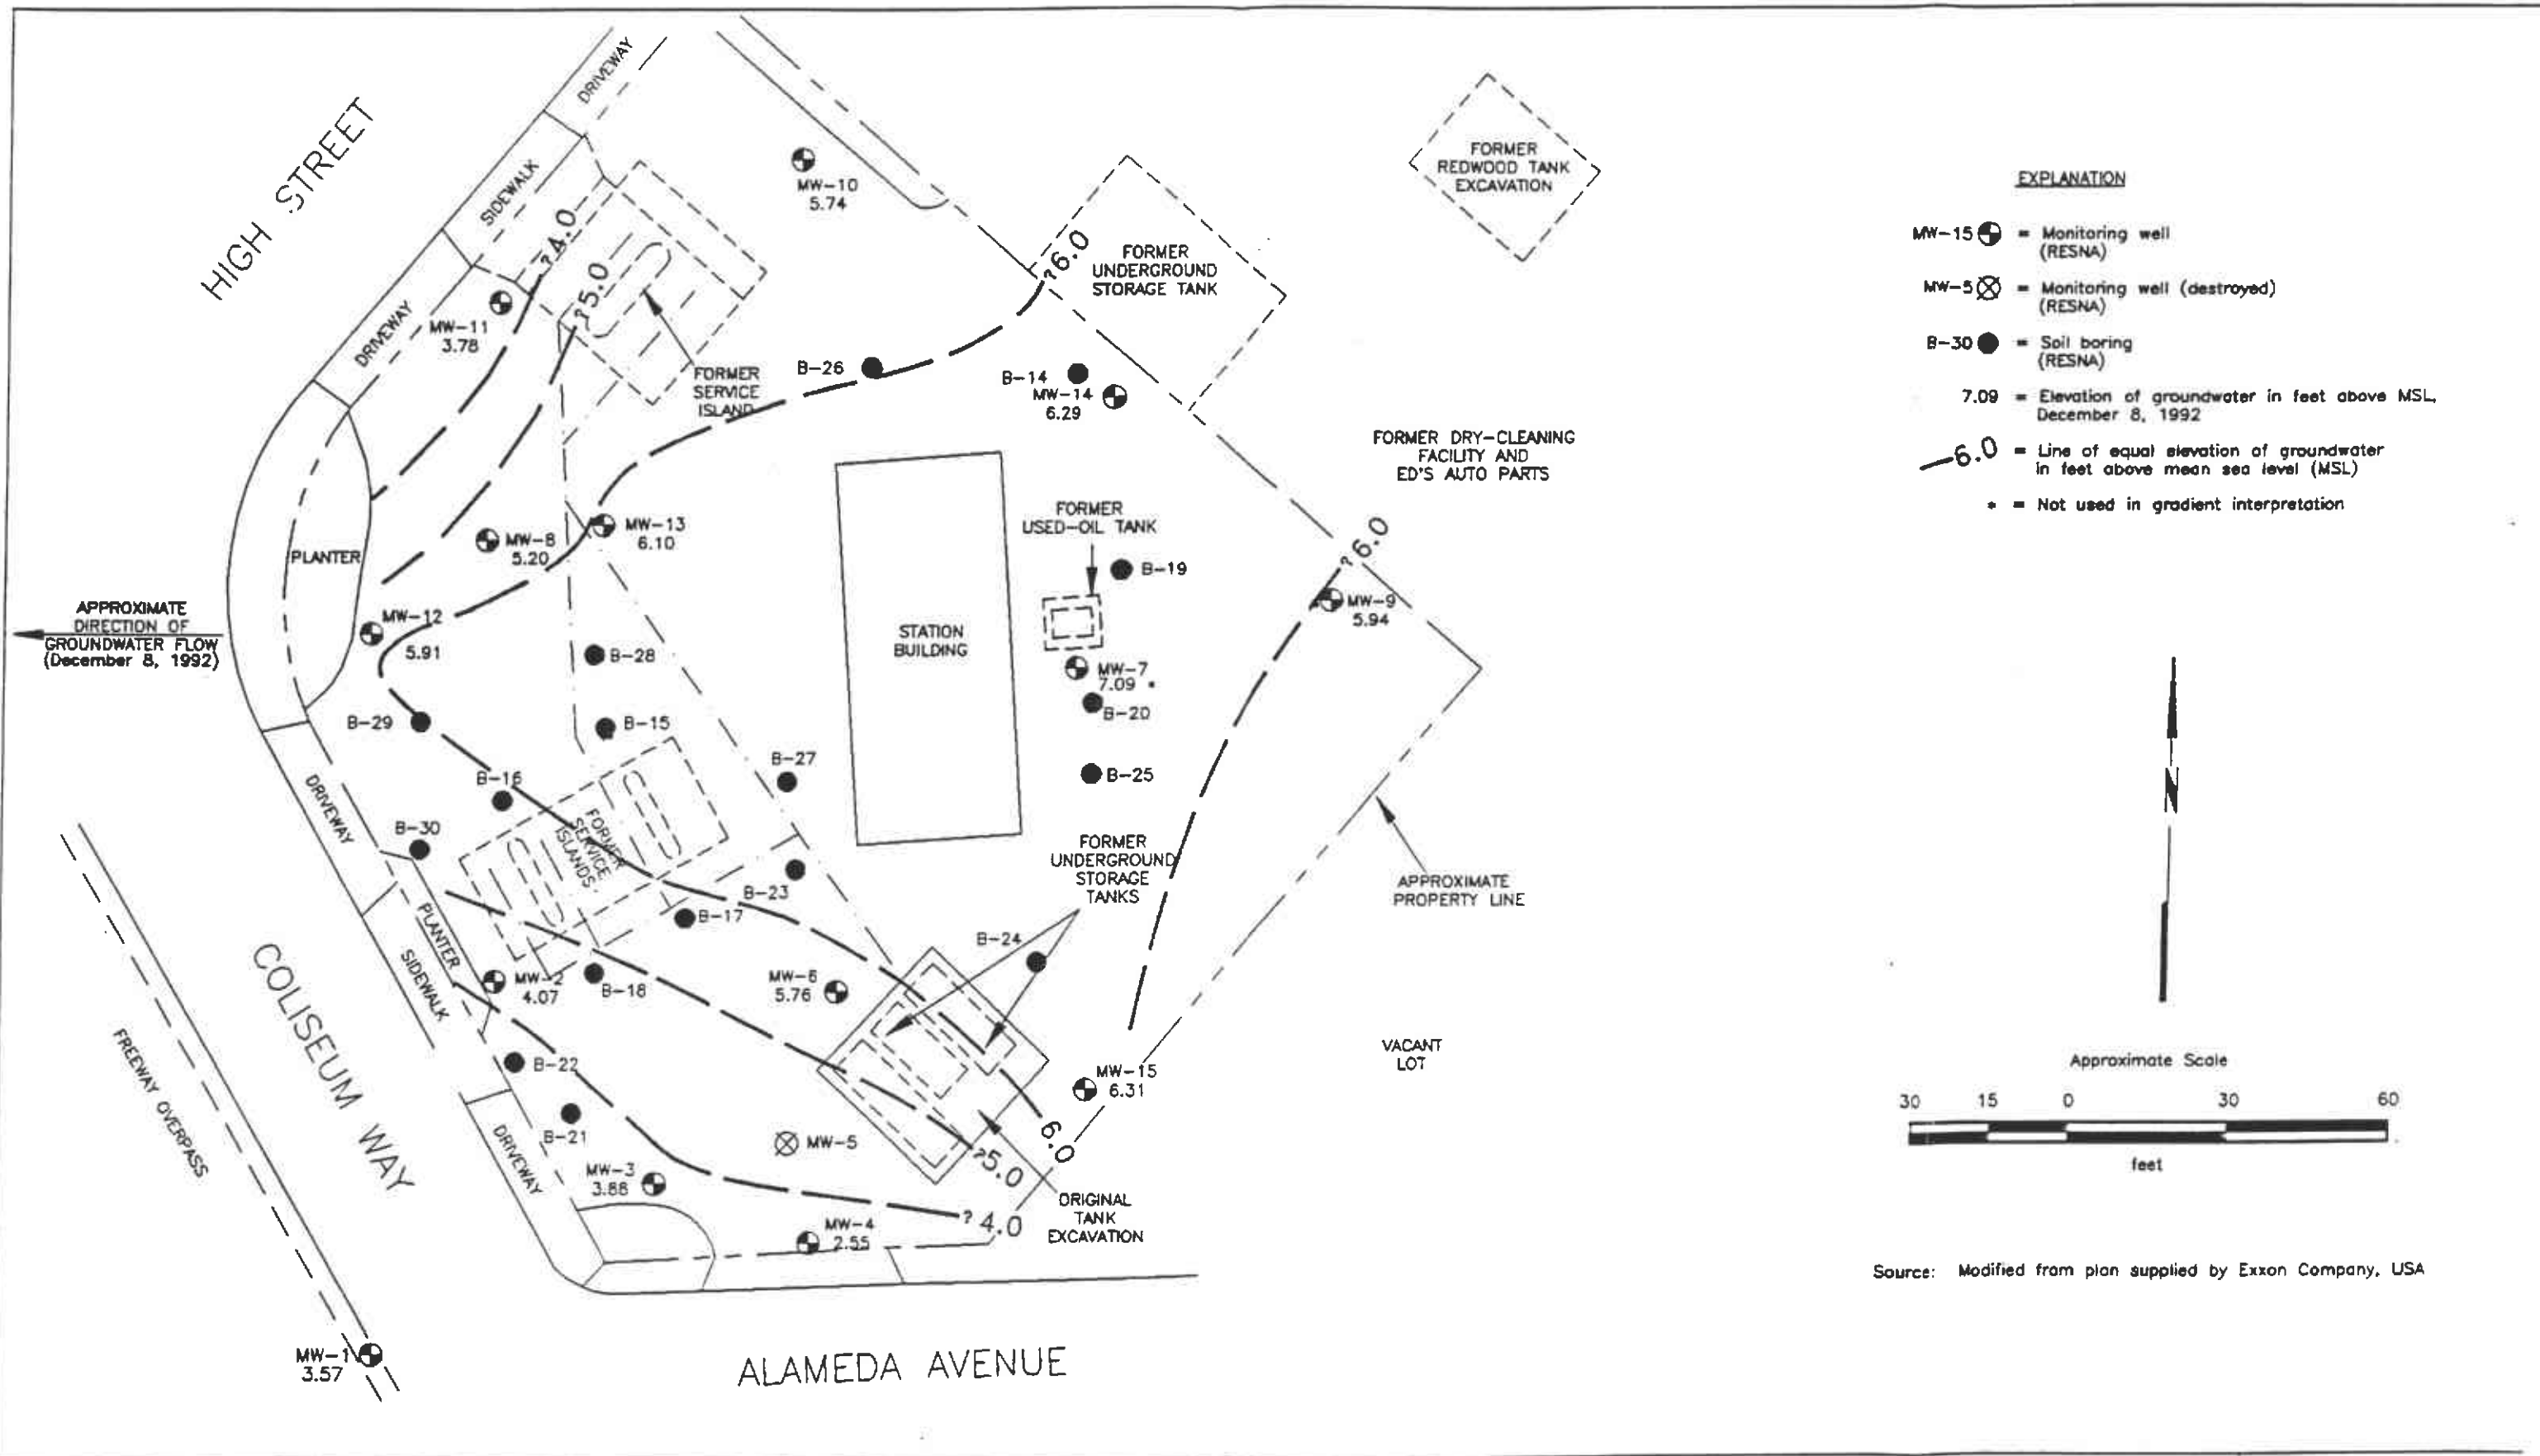 HIGH STREET
DRIVEWAY
SIDEWALK
DRIVEWAY
? 4.0
?5.0
MW-10
5.74
MW-11
3.78
FORMER
SERVICE
ISLAND
B-26
?6.0
FORMER
UNDERGROUND
STORAGE TANK
FORMER
REDWOOD TANK
EXCAVATION
B-14
MW-14
6.29
FORMER DRY-CLEANING
FACILITY AND
ED'S AUTO PARTS
PLANTER
MW-8
5.20
MW-13
6.10
FORMER
USED-OIL TANK
B-19
? 6.0
MW-9
5.94
APPROXIMATE
DIRECTION OF
GROUNDWATER FLOW
(December 8, 1992)
MW-12
5.91
STATION
BUILDING
B-28
MW-7
7.09 *
B-20
B-29
B-15
B-27
B-25
B-16
DRIVEWAY
B-30
FORMER
SERVICE
ISLANDS
B-23
B-17
FORMER
UNDERGROUND
STORAGE
TANKS
APPROXIMATE
PROPERTY LINE
PLANTER
SIDEWALK
MW-2
4.07
B-18
MW-6
5.76
B-24
COLISEUM WAY
FREEWAY OVERPASS
B-22
B-21
DRIVEWAY
MW-5
MW-15
6.31
VACANT
LOT
6.0
?5.0
MW-3
3.88
? 4.0
MW-4
2.55
ORIGINAL
TANK
EXCAVATION
MW-1
3.57
ALAMEDA AVENUE
EXPLANATION
MW-15 = Monitoring well
(RESNA)
MW-5 = Monitoring well (destroyed)
(RESNA)
B-30 = Soil boring
(RESNA)
7.09 = Elevation of groundwater in feet above MSL,
December 8, 1992
6.0 = Line of equal elevation of groundwater
in feet above mean sea level (MSL)
* = Not used in gradient interpretation
N
Approximate Scale
30 15 0 30 60
feet
Source: Modified from plan supplied by Exxon Company, USA